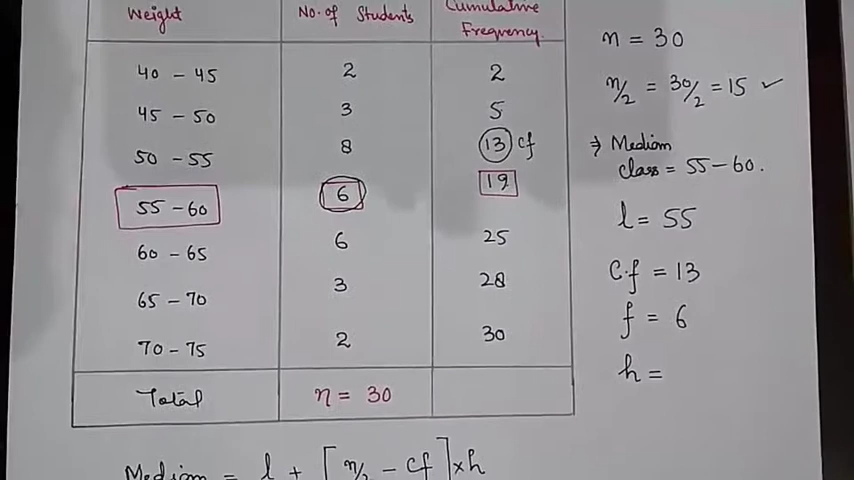 Weight No. of Students Cumulative Frequency.
40 - 45 2 2
45 - 50 3 5
50 - 55 8 13 cf
55 - 60 6 19
60 - 65 6 25
65 - 70 3 28
70 - 75 2 30
Total n = 30
n = 30
n/2 = 30/2 = 15 ✓
⇒ Median
class = 55 - 60.
l = 55
C.f = 13
f = 6
h =
Median = l + [n/2 - cf] × h